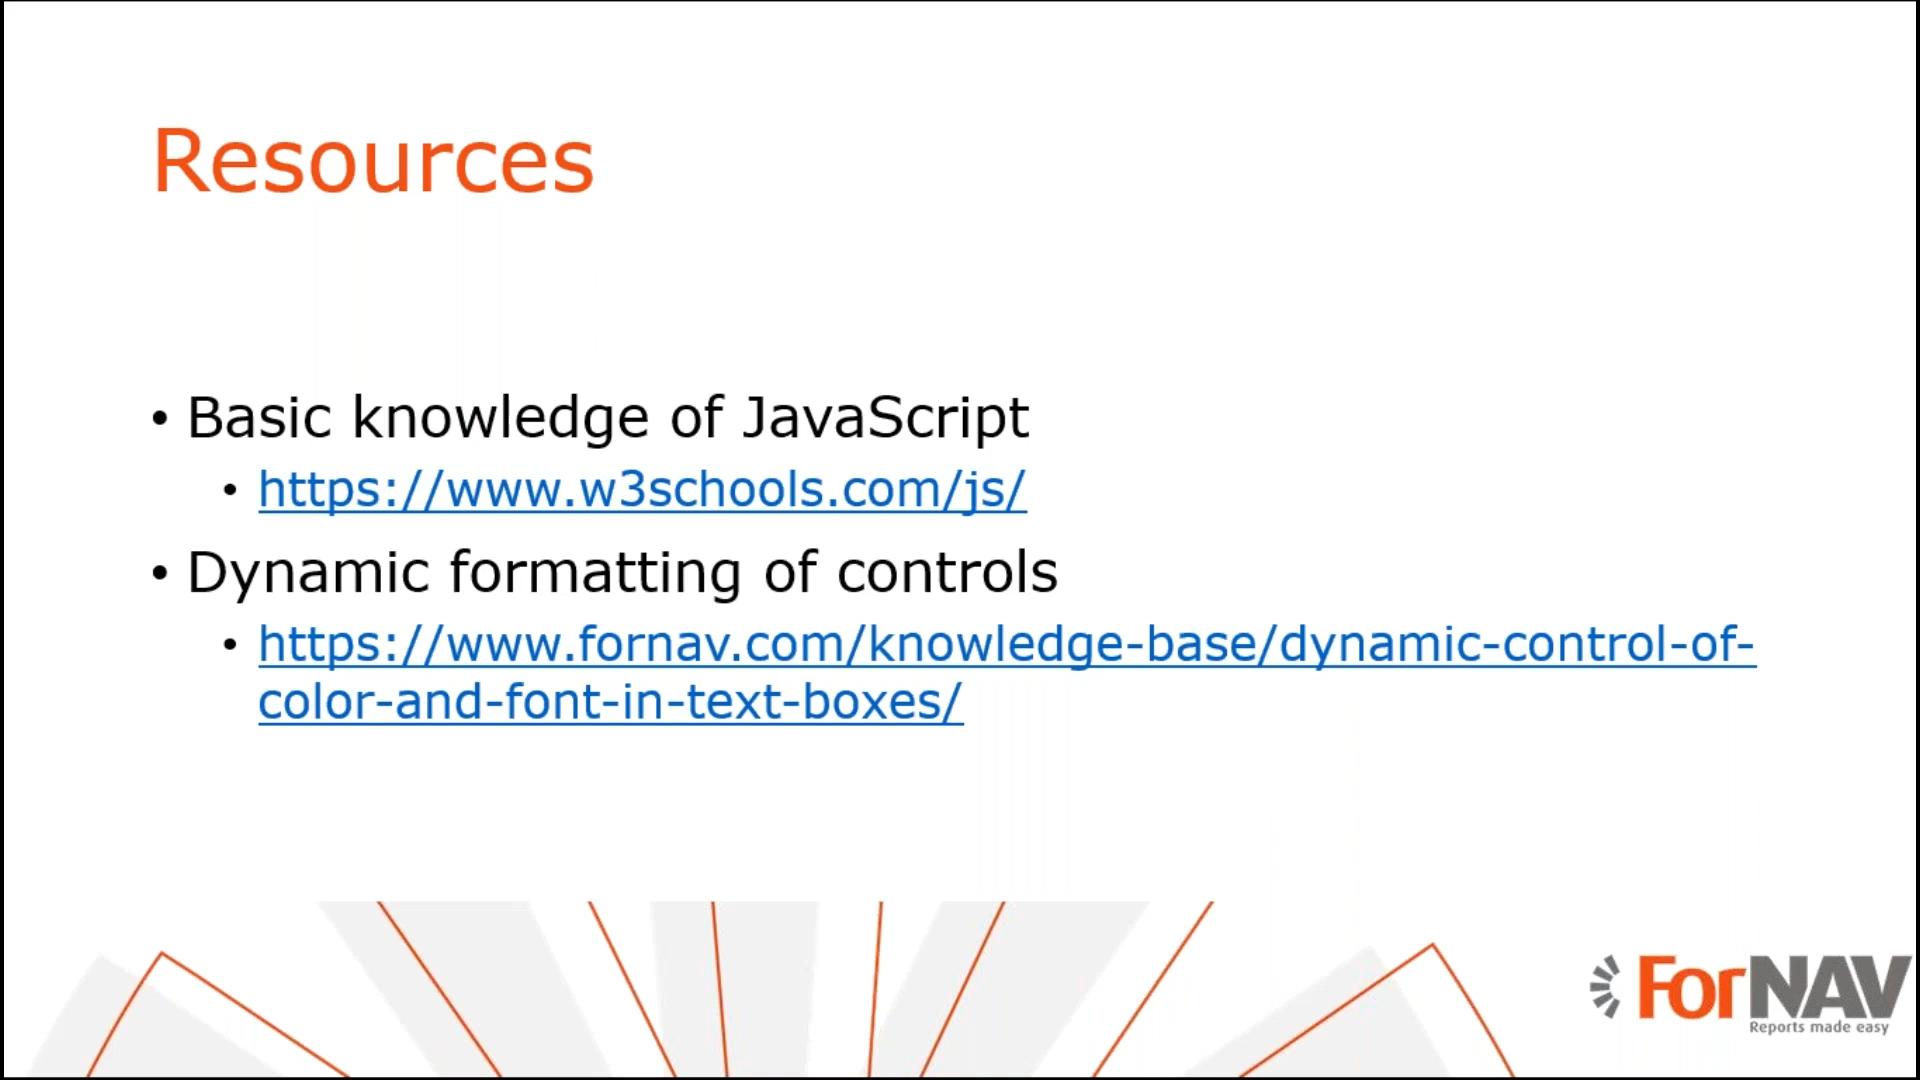 Resources
• Basic knowledge of JavaScript
• https://www.w3schools.com/js/
• Dynamic formatting of controls
• https://www.fornav.com/knowledge-base/dynamic-control-of-
color-and-font-in-text-boxes/
ForNAV
Reports made easy